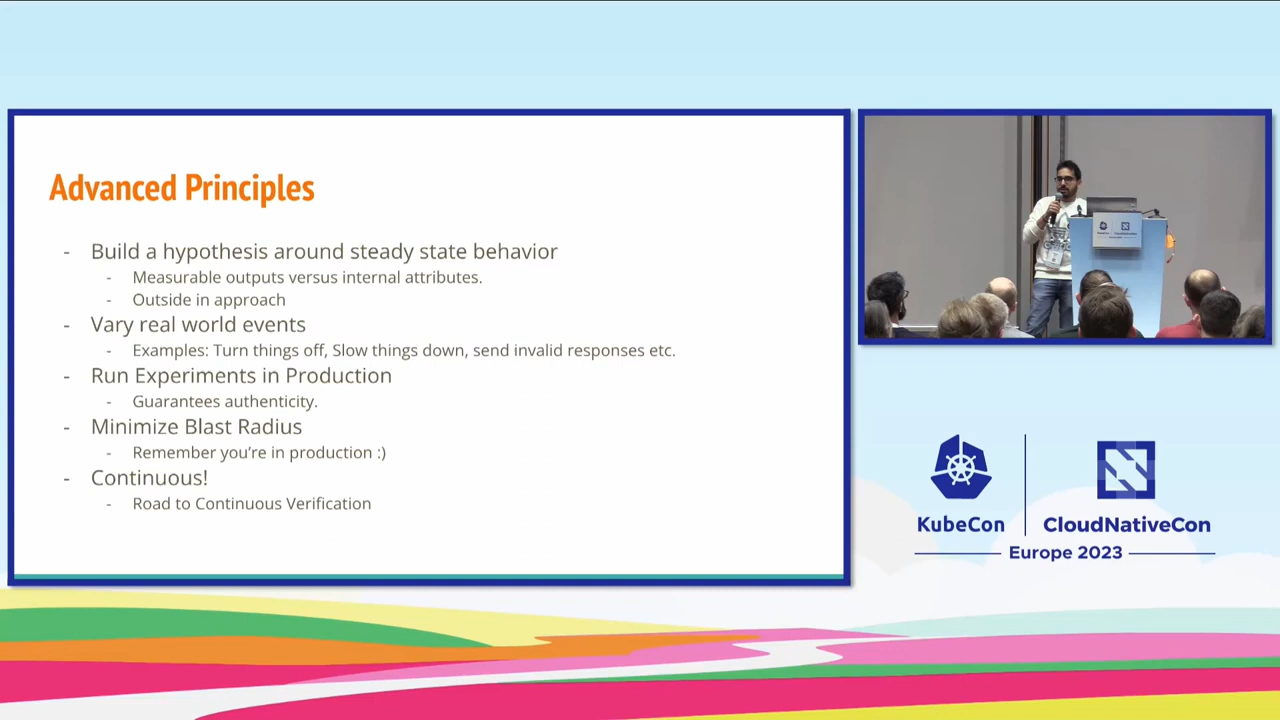 Advanced Principles
- Build a hypothesis around steady state behavior
- Measurable outputs versus internal attributes.
- Outside in approach
- Vary real world events
- Examples: Turn things off, Slow things down, send invalid responses etc.
- Run Experiments in Production
- Guarantees authenticity.
- Minimize Blast Radius
- Remember you're in production :)
- Continuous!
- Road to Continuous Verification
KubeCon
CloudNativeCon
Europe 2023